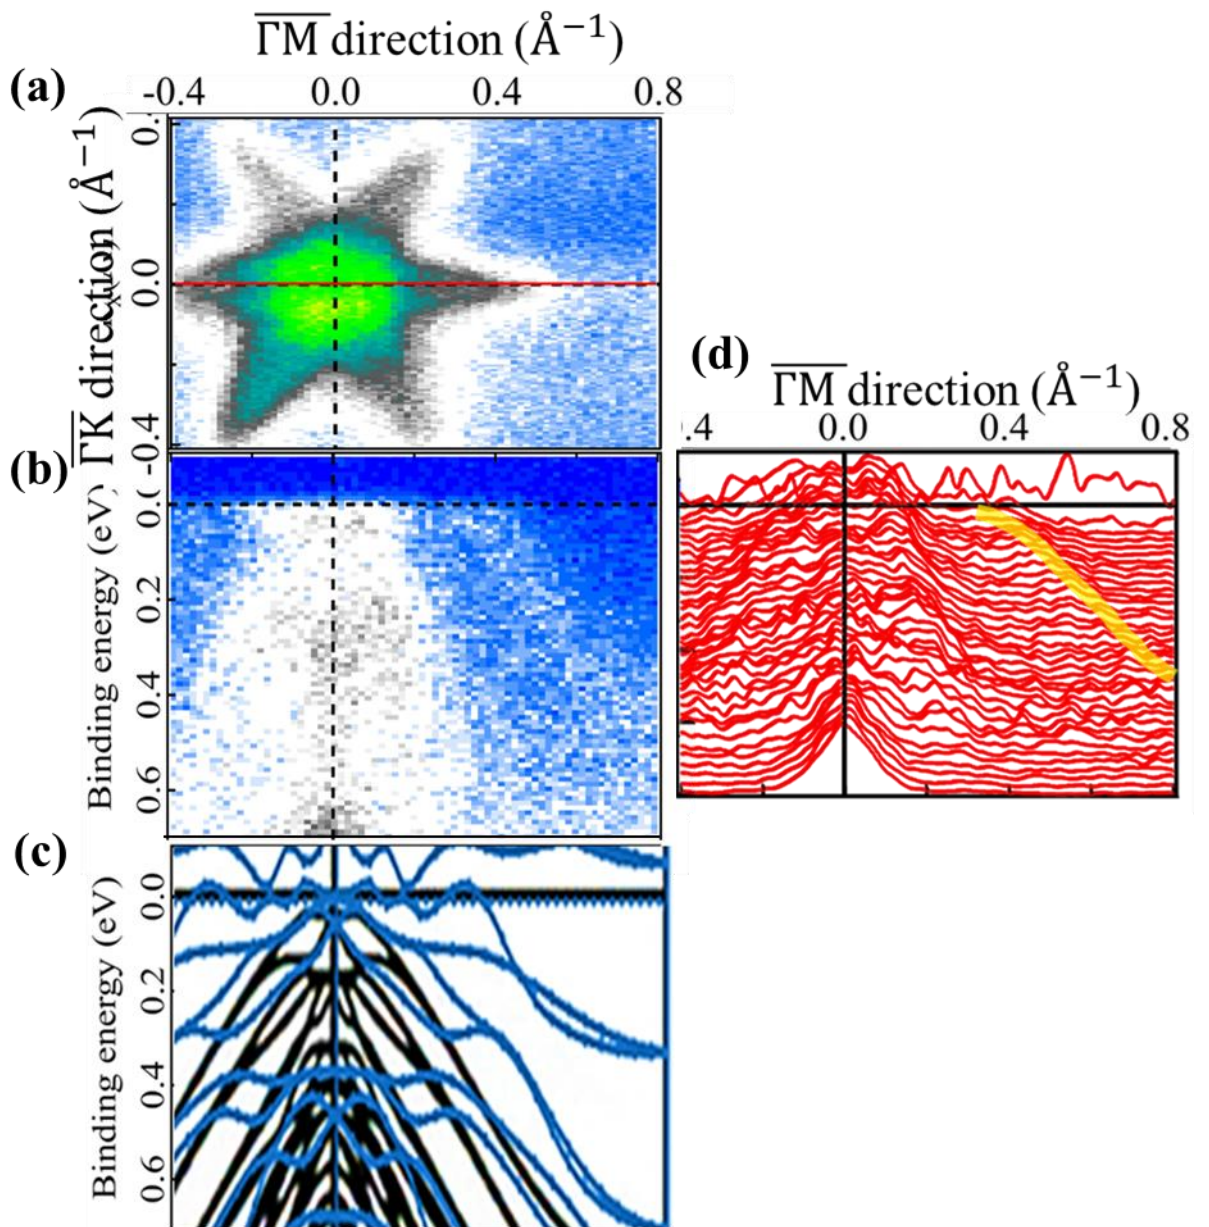 ΓM direction (Å⁻¹)
(a)
-0.4 0.0 0.4 0.8
ΓK direction (Å⁻¹)
0.0
-0.4
(b)
Binding energy (eV)
0.2
0.4
0.6
(c)
Binding energy (eV)
0.0
0.2
0.4
0.6
(d)
ΓM direction (Å⁻¹)
.4 0.0 0.4 0.8